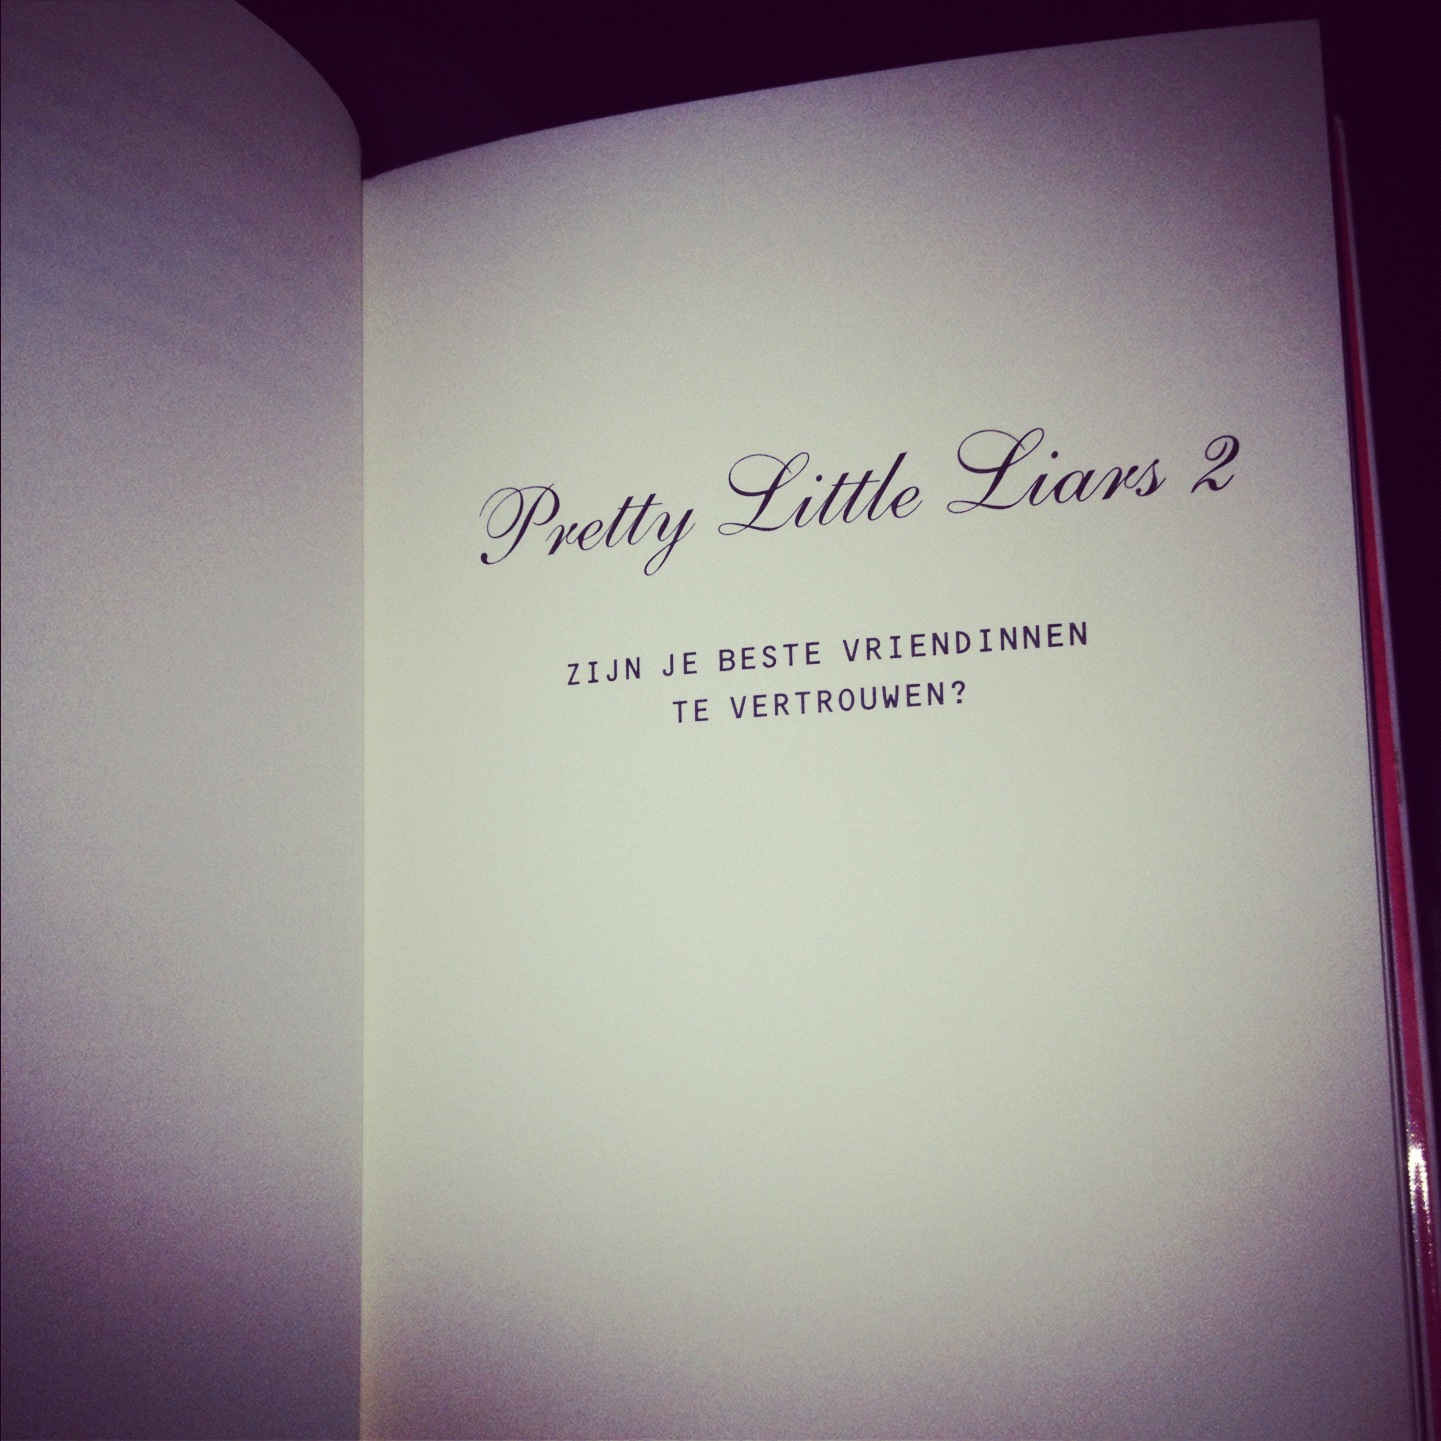 Pretty Little Liars 2
ZIJN JE BESTE VRIENDINNEN
TE VERTROUWEN?